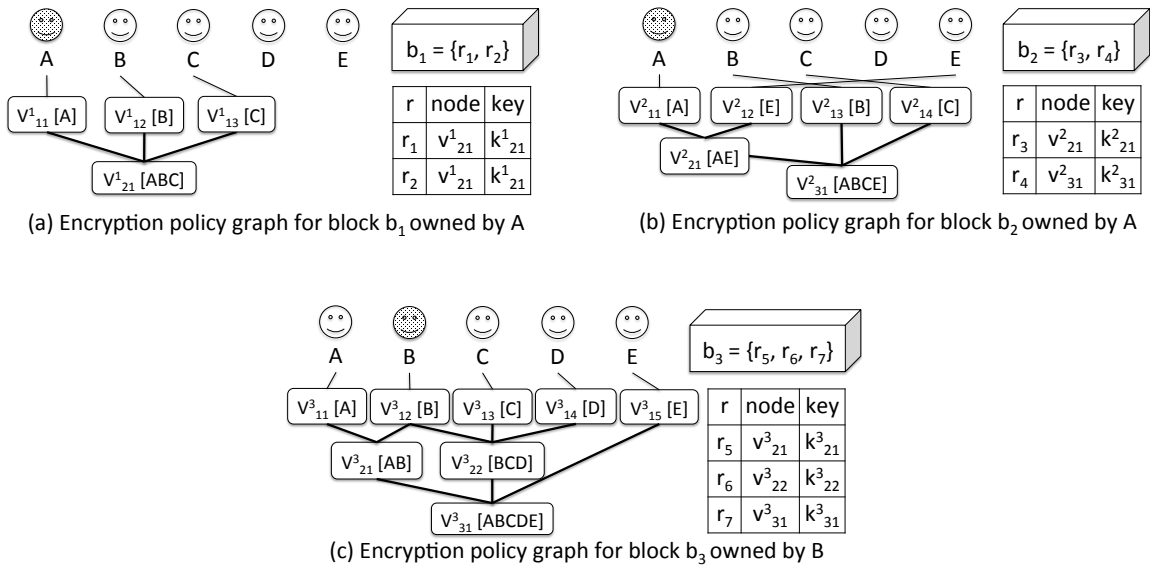 A B C D E
b₁ = {r₁, r₂}
V¹₁₁ [A] V¹₁₂ [B] V¹₁₃ [C]
V¹₂₁ [ABC]
r node key
r₁ v¹₂₁ k¹₂₁
r₂ v¹₂₁ k¹₂₁
(a) Encryption policy graph for block b₁ owned by A
A B C D E
b₂ = {r₃, r₄}
V²₁₁ [A] V²₁₂ [E] V²₁₃ [B] V²₁₄ [C]
V²₂₁ [AE]
V²₃₁ [ABCE]
r node key
r₃ v²₂₁ k²₂₁
r₄ v²₃₁ k²₃₁
(b) Encryption policy graph for block b₂ owned by A
A B C D E
b₃ = {r₅, r₆, r₇}
V³₁₁ [A] V³₁₂ [B] V³₁₃ [C] V³₁₄ [D] V³₁₅ [E]
V³₂₁ [AB] V³₂₂ [BCD]
V³₃₁ [ABCDE]
r node key
r₅ v³₂₁ k³₂₁
r₆ v³₂₂ k³₂₂
r₇ v³₃₁ k³₃₁
(c) Encryption policy graph for block b₃ owned by B